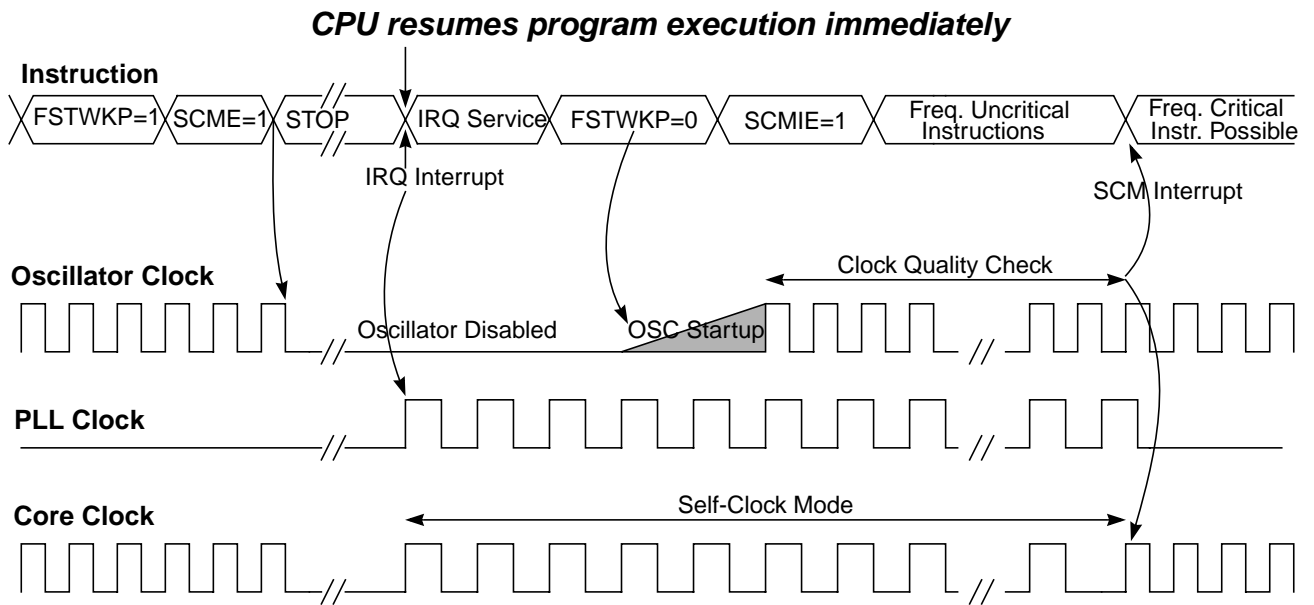 CPU resumes program execution immediately
Instruction
FSTWKP=1
SCME=1
STOP
IRQ Service
FSTWKP=0
SCMIE=1
Freq. Uncritical
Instructions
Freq. Critical
Instr. Possible
IRQ Interrupt
SCM Interrupt
Clock Quality Check
Oscillator Clock
Oscillator Disabled
OSC Startup
PLL Clock
Self-Clock Mode
Core Clock